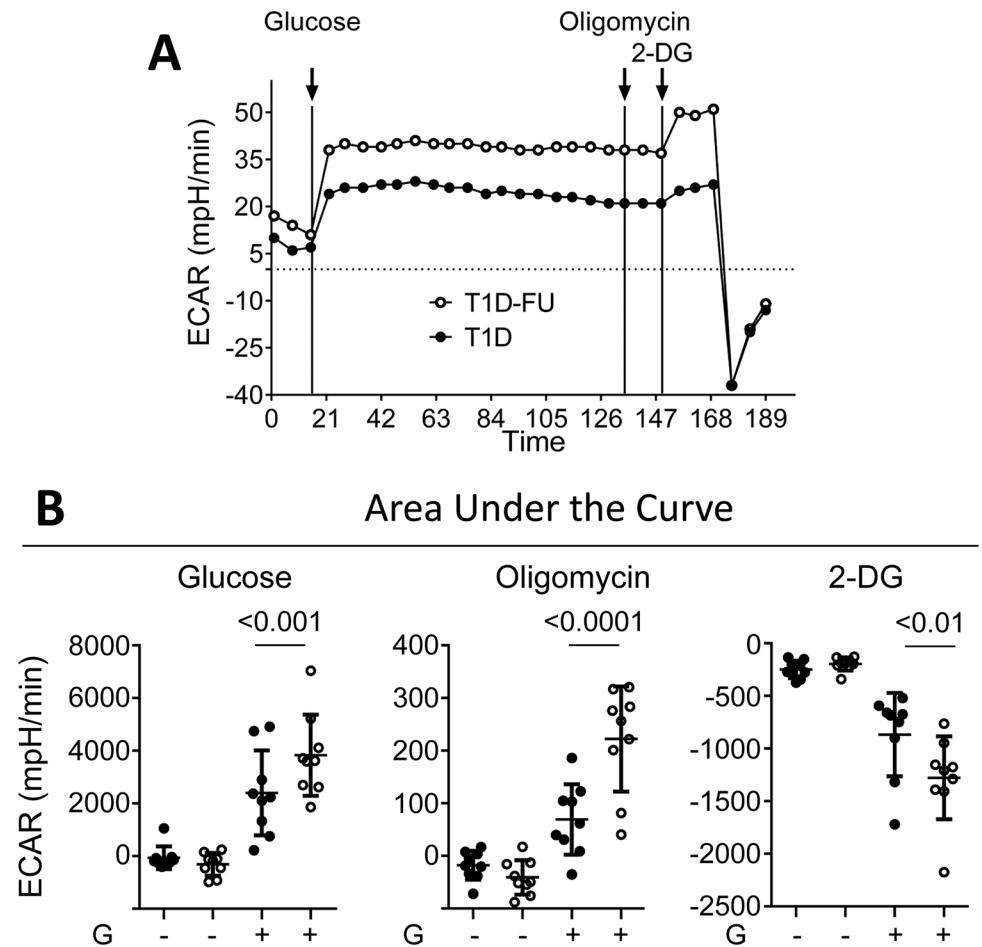 Glucose
Oligomycin
2-DG
A
ECAR (mpH/min)
50
35
20
5
-10
-25
-40
T1D-FU
T1D
0 21 42 63 84 105 126 147 168 189
Time
B
Area Under the Curve
Glucose
Oligomycin
2-DG
<0.001
<0.0001
<0.01
ECAR (mpH/min)
8000
6000
4000
2000
0
400
300
200
100
0
0
-500
-1000
-1500
-2000
-2500
G - - + +
G - - + +
G - - + +